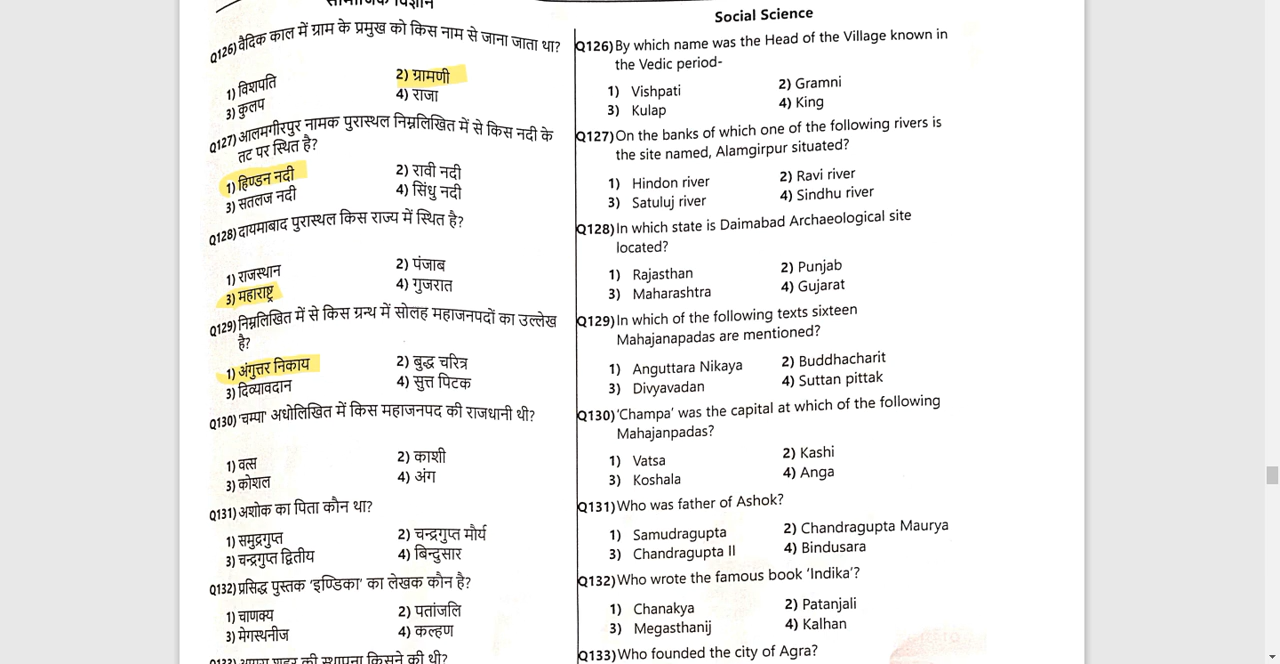 सामाजिक विज्ञान
Q126) वैदिक काल में ग्राम के प्रमुख को किस नाम से जाना जाता था?
1) विशपति 2) ग्रामणी
3) कुलप 4) राजा
Q127) आलमगीरपुर नामक पुरास्थल निम्नलिखित में से किस नदी के
तट पर स्थित है?
1) हिण्डन नदी 2) रावी नदी
3) सतलज नदी 4) सिंधु नदी
Q128) दायमाबाद पुरास्थल किस राज्य में स्थित है?
1) राजस्थान 2) पंजाब
3) महाराष्ट्र 4) गुजरात
Q129) निम्नलिखित में से किस ग्रन्थ में सोलह महाजनपदों का उल्लेख
है?
1) अंगुत्तर निकाय 2) बुद्ध चरित्र
3) दिव्यावदान 4) सुत्त पिटक
Q130) 'चम्पा' अधोलिखित में किस महाजनपद की राजधानी थी?
1) वत्स 2) काशी
3) कोशल 4) अंग
Q131) अशोक का पिता कौन था?
1) समुद्रगुप्त 2) चन्द्रगुप्त मौर्य
3) चन्द्रगुप्त द्वितीय 4) बिन्दुसार
Q132) प्रसिद्ध पुस्तक 'इण्डिका' का लेखक कौन है?
1) चाणक्य 2) पतांजलि
3) मेगस्थनीज 4) कल्हण
Q133) आगरा शहर की स्थापना किसने की थी?
Social Science
Q126) By which name was the Head of the Village known in
the Vedic period-
1) Vishpati 2) Gramni
3) Kulap 4) King
Q127) On the banks of which one of the following rivers is
the site named, Alamgirpur situated?
1) Hindon river 2) Ravi river
3) Satuluj river 4) Sindhu river
Q128) In which state is Daimabad Archaeological site
located?
1) Rajasthan 2) Punjab
3) Maharashtra 4) Gujarat
Q129) In which of the following texts sixteen
Mahajanapadas are mentioned?
1) Anguttara Nikaya 2) Buddhacharit
3) Divyavadan 4) Suttan pittak
Q130) 'Champa' was the capital at which of the following
Mahajanpadas?
1) Vatsa 2) Kashi
3) Koshala 4) Anga
Q131) Who was father of Ashok?
1) Samudragupta 2) Chandragupta Maurya
3) Chandragupta II 4) Bindusara
Q132) Who wrote the famous book 'Indika'?
1) Chanakya 2) Patanjali
3) Megasthanij 4) Kalhan
Q133) Who founded the city of Agra?